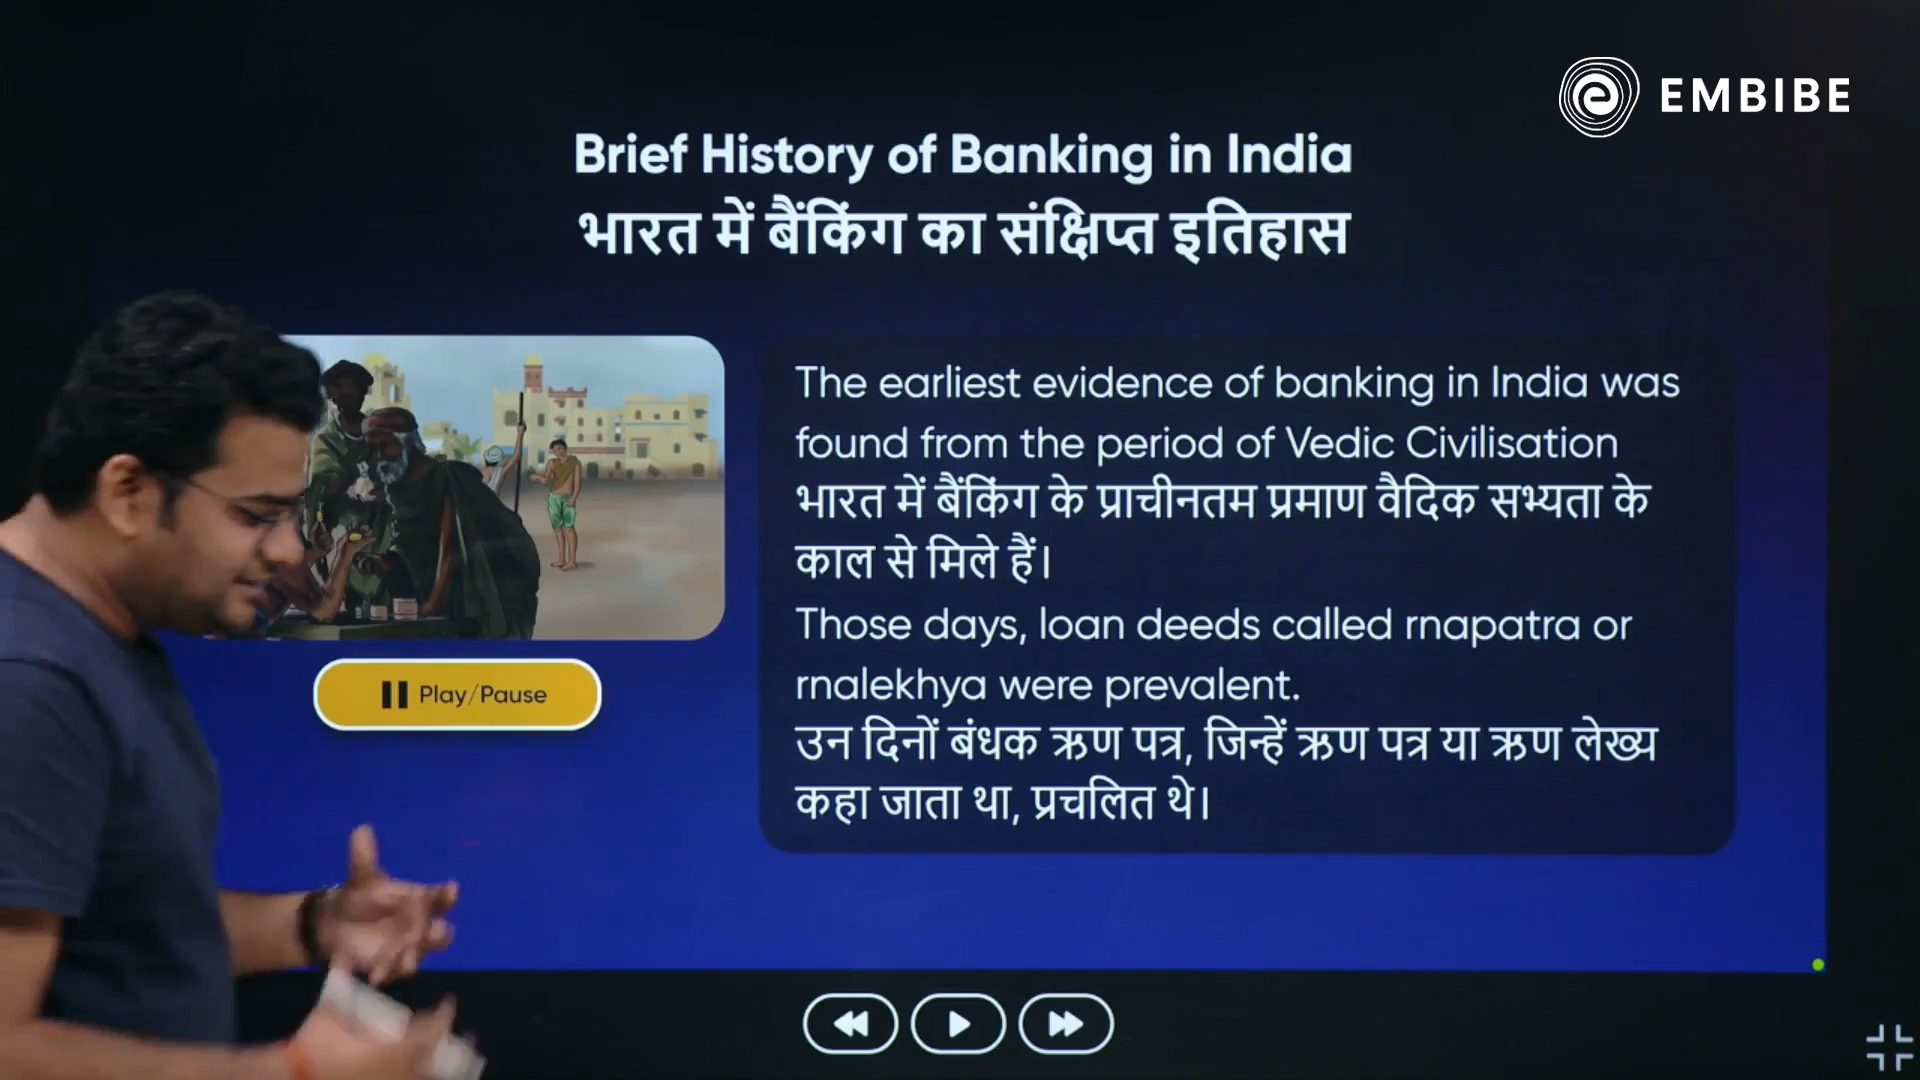 EMBIBE
Brief History of Banking in India
भारत में बैंकिंग का संक्षिप्त इतिहास
The earliest evidence of banking in India was
found from the period of Vedic Civilisation
भारत में बैंकिंग के प्राचीनतम प्रमाण वैदिक सभ्यता के
काल से मिले हैं।
Those days, loan deeds called rnapatra or
rnalekhya were prevalent.
उन दिनों बंधक ऋण पत्र, जिन्हें ऋण पत्र या ऋण लेख्य
कहा जाता था, प्रचलित थे।
Play/Pause